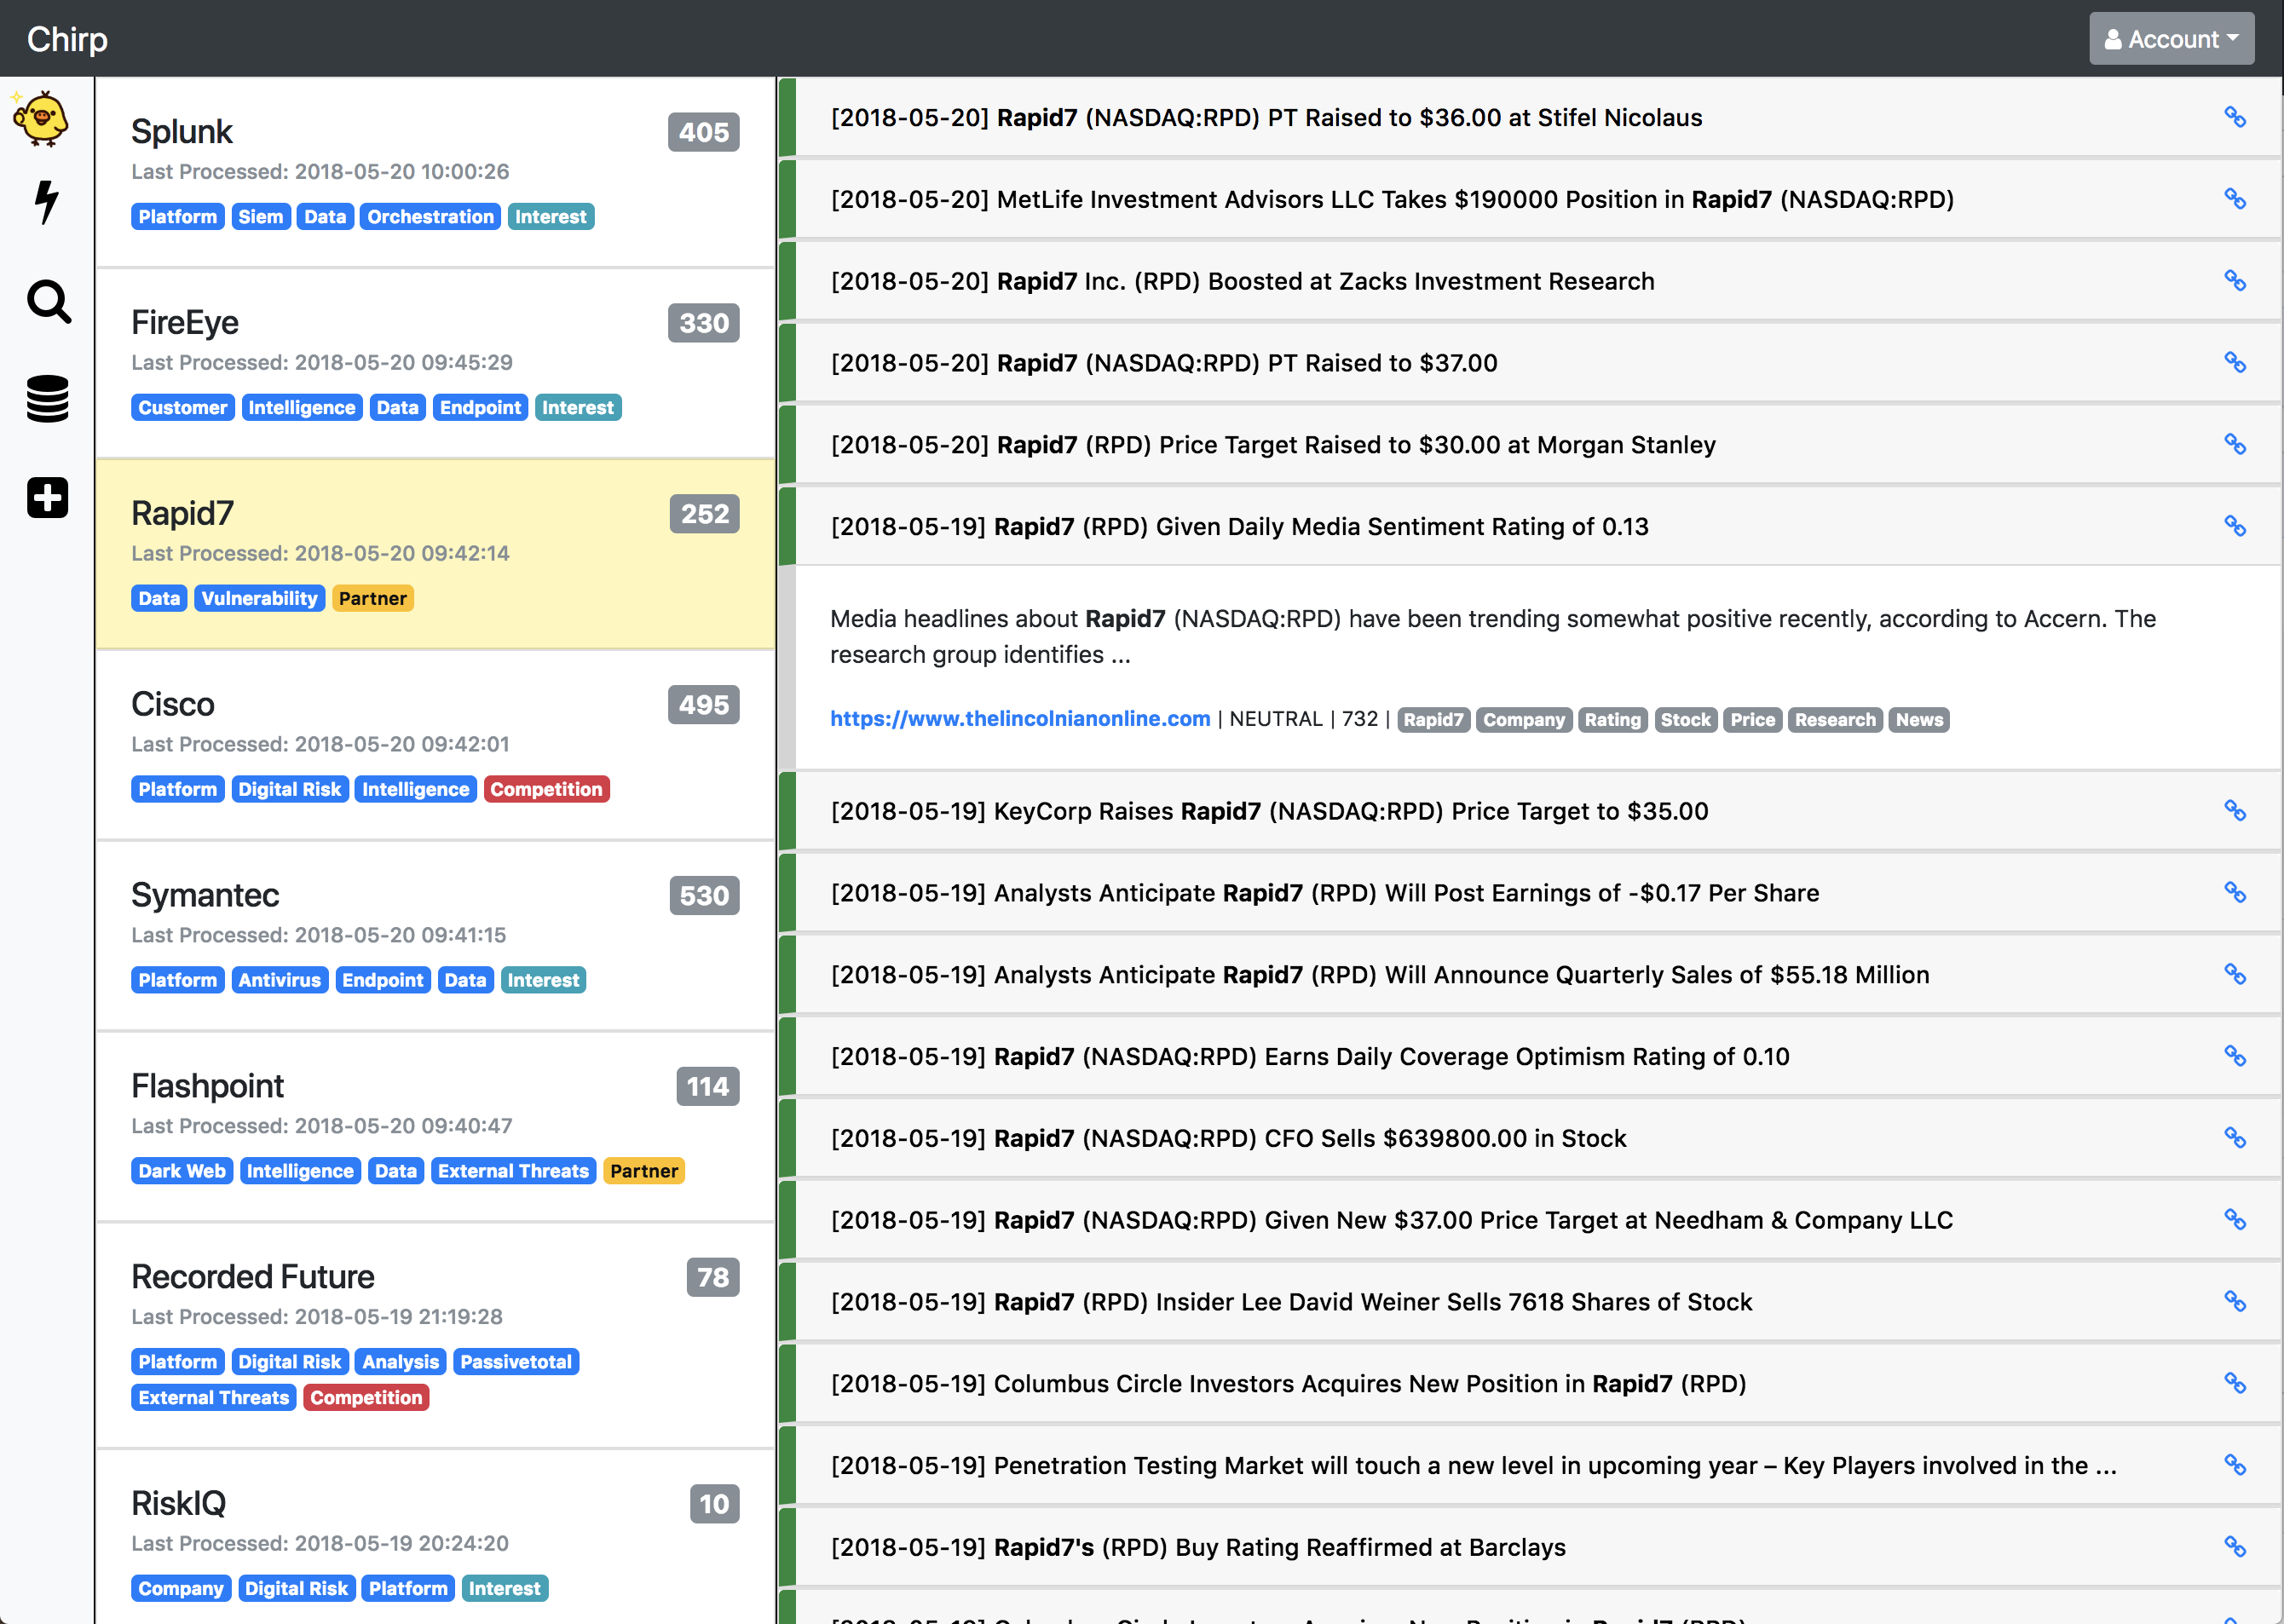 Chirp
Account
Splunk
405
Last Processed: 2018-05-20 10:00:26
Platform Siem Data Orchestration Interest
FireEye
330
Last Processed: 2018-05-20 09:45:29
Customer Intelligence Data Endpoint Interest
Rapid7
252
Last Processed: 2018-05-20 09:42:14
Data Vulnerability Partner
Cisco
495
Last Processed: 2018-05-20 09:42:01
Platform Digital Risk Intelligence Competition
Symantec
530
Last Processed: 2018-05-20 09:41:15
Platform Antivirus Endpoint Data Interest
Flashpoint
114
Last Processed: 2018-05-20 09:40:47
Dark Web Intelligence Data External Threats Partner
Recorded Future
78
Last Processed: 2018-05-19 21:19:28
Platform Digital Risk Analysis Passivetotal
External Threats Competition
RiskIQ
10
Last Processed: 2018-05-19 20:24:20
Company Digital Risk Platform Interest
[2018-05-20] Rapid7 (NASDAQ:RPD) PT Raised to $36.00 at Stifel Nicolaus
[2018-05-20] MetLife Investment Advisors LLC Takes $190000 Position in Rapid7 (NASDAQ:RPD)
[2018-05-20] Rapid7 Inc. (RPD) Boosted at Zacks Investment Research
[2018-05-20] Rapid7 (NASDAQ:RPD) PT Raised to $37.00
[2018-05-20] Rapid7 (RPD) Price Target Raised to $30.00 at Morgan Stanley
[2018-05-19] Rapid7 (RPD) Given Daily Media Sentiment Rating of 0.13
Media headlines about Rapid7 (NASDAQ:RPD) have been trending somewhat positive recently, according to Accern. The
research group identifies ...
https://www.thelincolnianonline.com | NEUTRAL | 732 | Rapid7 Company Rating Stock Price Research News
[2018-05-19] KeyCorp Raises Rapid7 (NASDAQ:RPD) Price Target to $35.00
[2018-05-19] Analysts Anticipate Rapid7 (RPD) Will Post Earnings of -$0.17 Per Share
[2018-05-19] Analysts Anticipate Rapid7 (RPD) Will Announce Quarterly Sales of $55.18 Million
[2018-05-19] Rapid7 (NASDAQ:RPD) Earns Daily Coverage Optimism Rating of 0.10
[2018-05-19] Rapid7 (NASDAQ:RPD) CFO Sells $639800.00 in Stock
[2018-05-19] Rapid7 (NASDAQ:RPD) Given New $37.00 Price Target at Needham & Company LLC
[2018-05-19] Rapid7 (RPD) Insider Lee David Weiner Sells 7618 Shares of Stock
[2018-05-19] Columbus Circle Investors Acquires New Position in Rapid7 (RPD)
[2018-05-19] Penetration Testing Market will touch a new level in upcoming year – Key Players involved in the ...
[2018-05-19] Rapid7's (RPD) Buy Rating Reaffirmed at Barclays